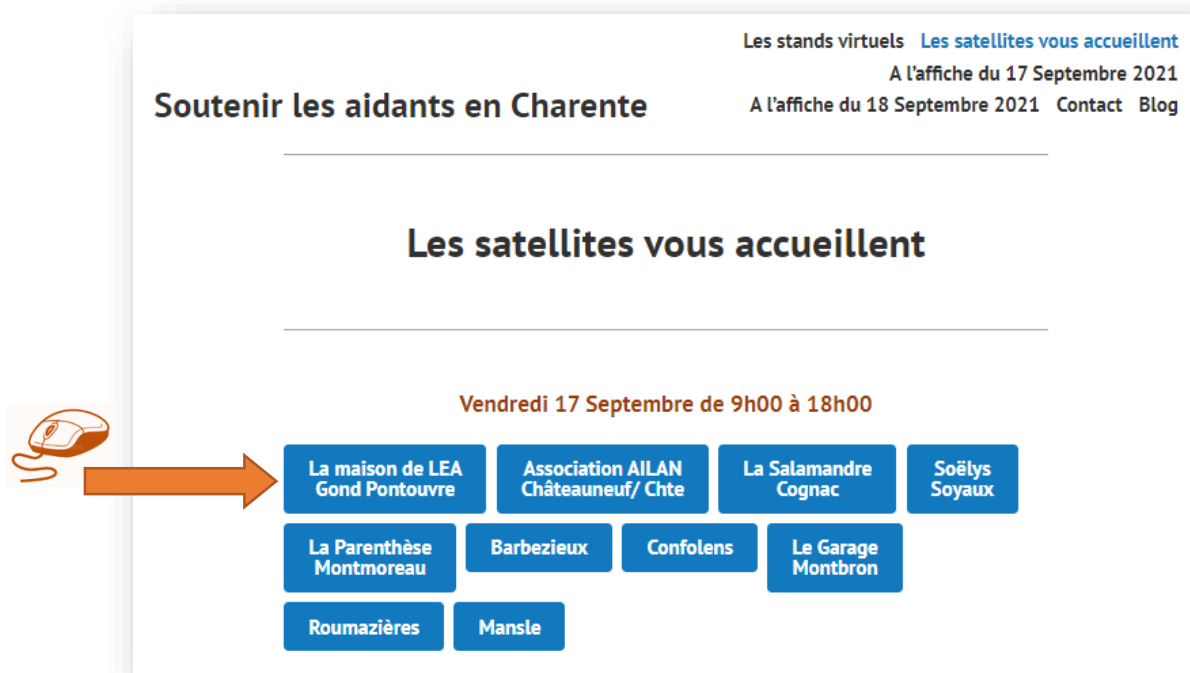 Les stands virtuels Les satellites vous accueillent
A l'affiche du 17 Septembre 2021
Soutenir les aidants en Charente
A l'affiche du 18 Septembre 2021 Contact Blog
Les satellites vous accueillent
Vendredi 17 Septembre de 9h00 à 18h00
La maison de LEA
Gond Pontouvre
Association AILAN
Châteauneuf/ Chte
La Salamandre
Cognac
Soëlys
Soyaux
La Parenthèse
Montmoreau
Barbezieux
Confolens
Le Garage
Montbron
Roumazières
Mansle